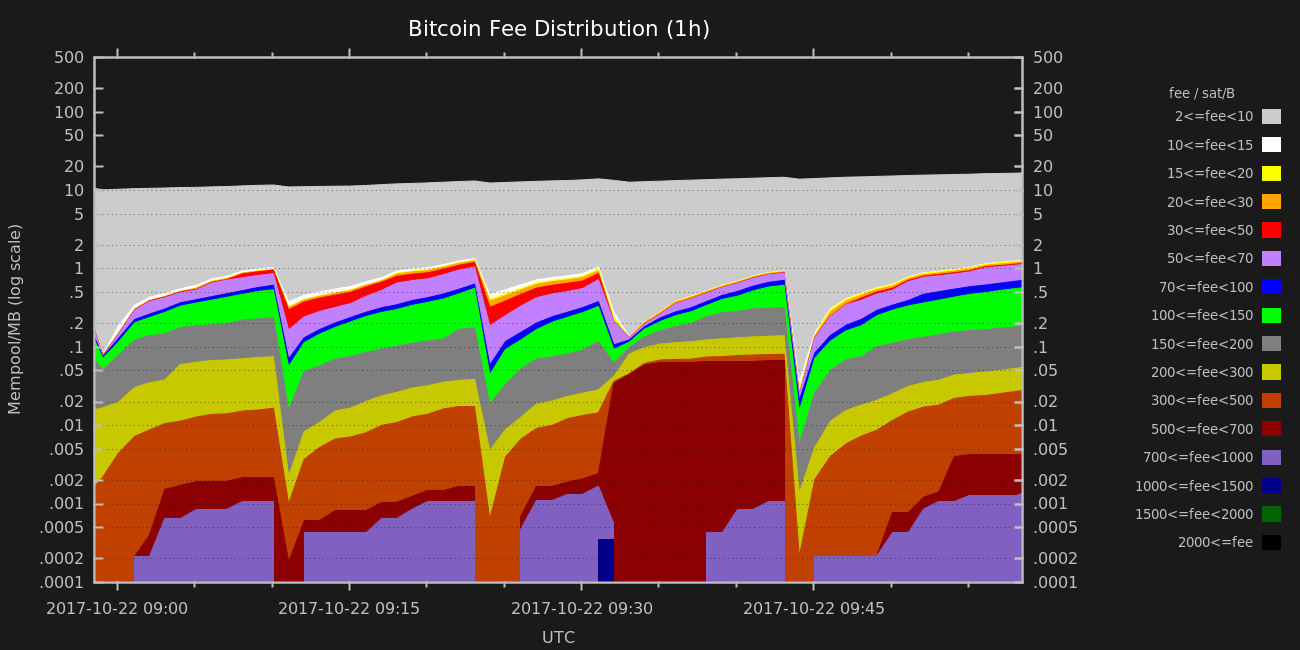 Bitcoin Fee Distribution (1h)
500 500
200 200
100 100
50 50
20 20
10 10
5 5
2 2
1 1
.5 .5
.2 .2
.1 .1
.05 .05
.02 .02
.01 .01
.005 .005
.002 .002
.001 .001
.0005 .0005
.0002 .0002
.0001 .0001
Mempool/MB (log scale)
2017-10-22 09:00 2017-10-22 09:15 2017-10-22 09:30 2017-10-22 09:45
UTC
fee / sat/B
2<=fee<10
10<=fee<15
15<=fee<20
20<=fee<30
30<=fee<50
50<=fee<70
70<=fee<100
100<=fee<150
150<=fee<200
200<=fee<300
300<=fee<500
500<=fee<700
700<=fee<1000
1000<=fee<1500
1500<=fee<2000
2000<=fee